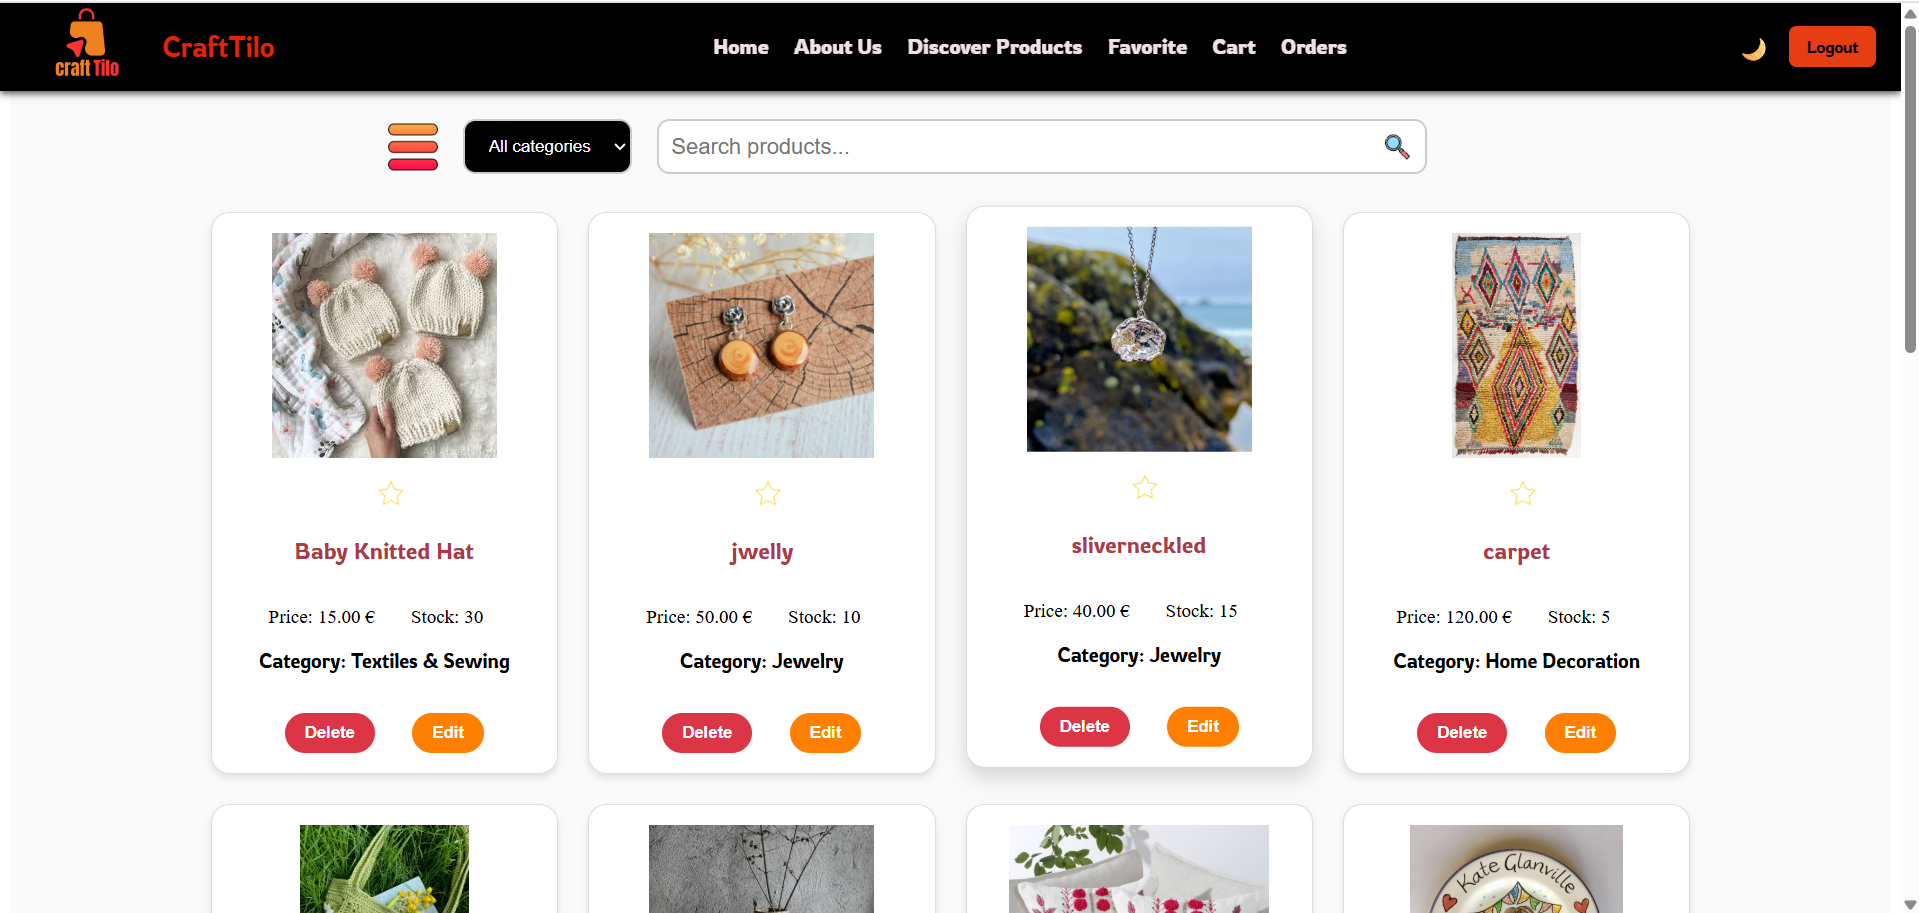 craft Tilo
CraftTilo
Home About Us Discover Products Favorite Cart Orders
Logout
All categories
Search products...
Baby Knitted Hat
Price: 15.00 € Stock: 30
Category: Textiles & Sewing
Delete Edit
jwelly
Price: 50.00 € Stock: 10
Category: Jewelry
Delete Edit
sliverneckled
Price: 40.00 € Stock: 15
Category: Jewelry
Delete Edit
carpet
Price: 120.00 € Stock: 5
Category: Home Decoration
Delete Edit
Kate Glanville